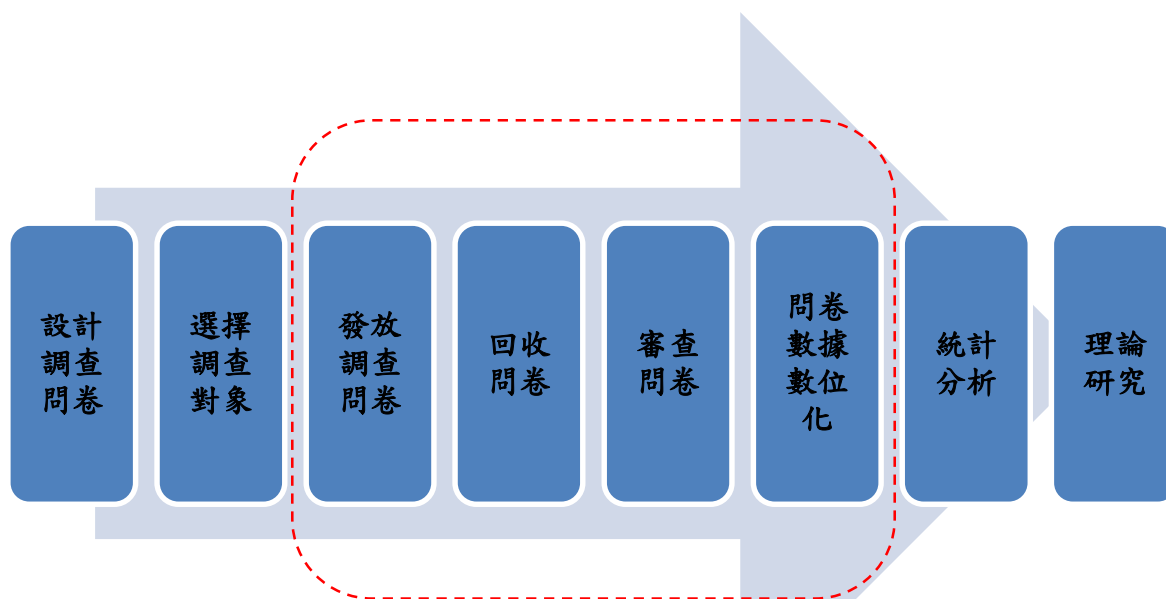 設計
調查
問卷
選擇
調查
對象
發放
調查
問卷
回收
問卷
審查
問卷
問卷
數據
數位
化
統計
分析
理論
研究